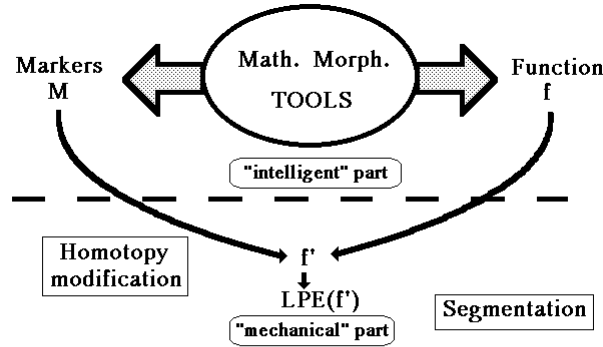 Math. Morph.
TOOLS
Markers
M
Function
f
"intelligent" part
Homotopy
modification
f'
LPE(f')
"mechanical" part
Segmentation